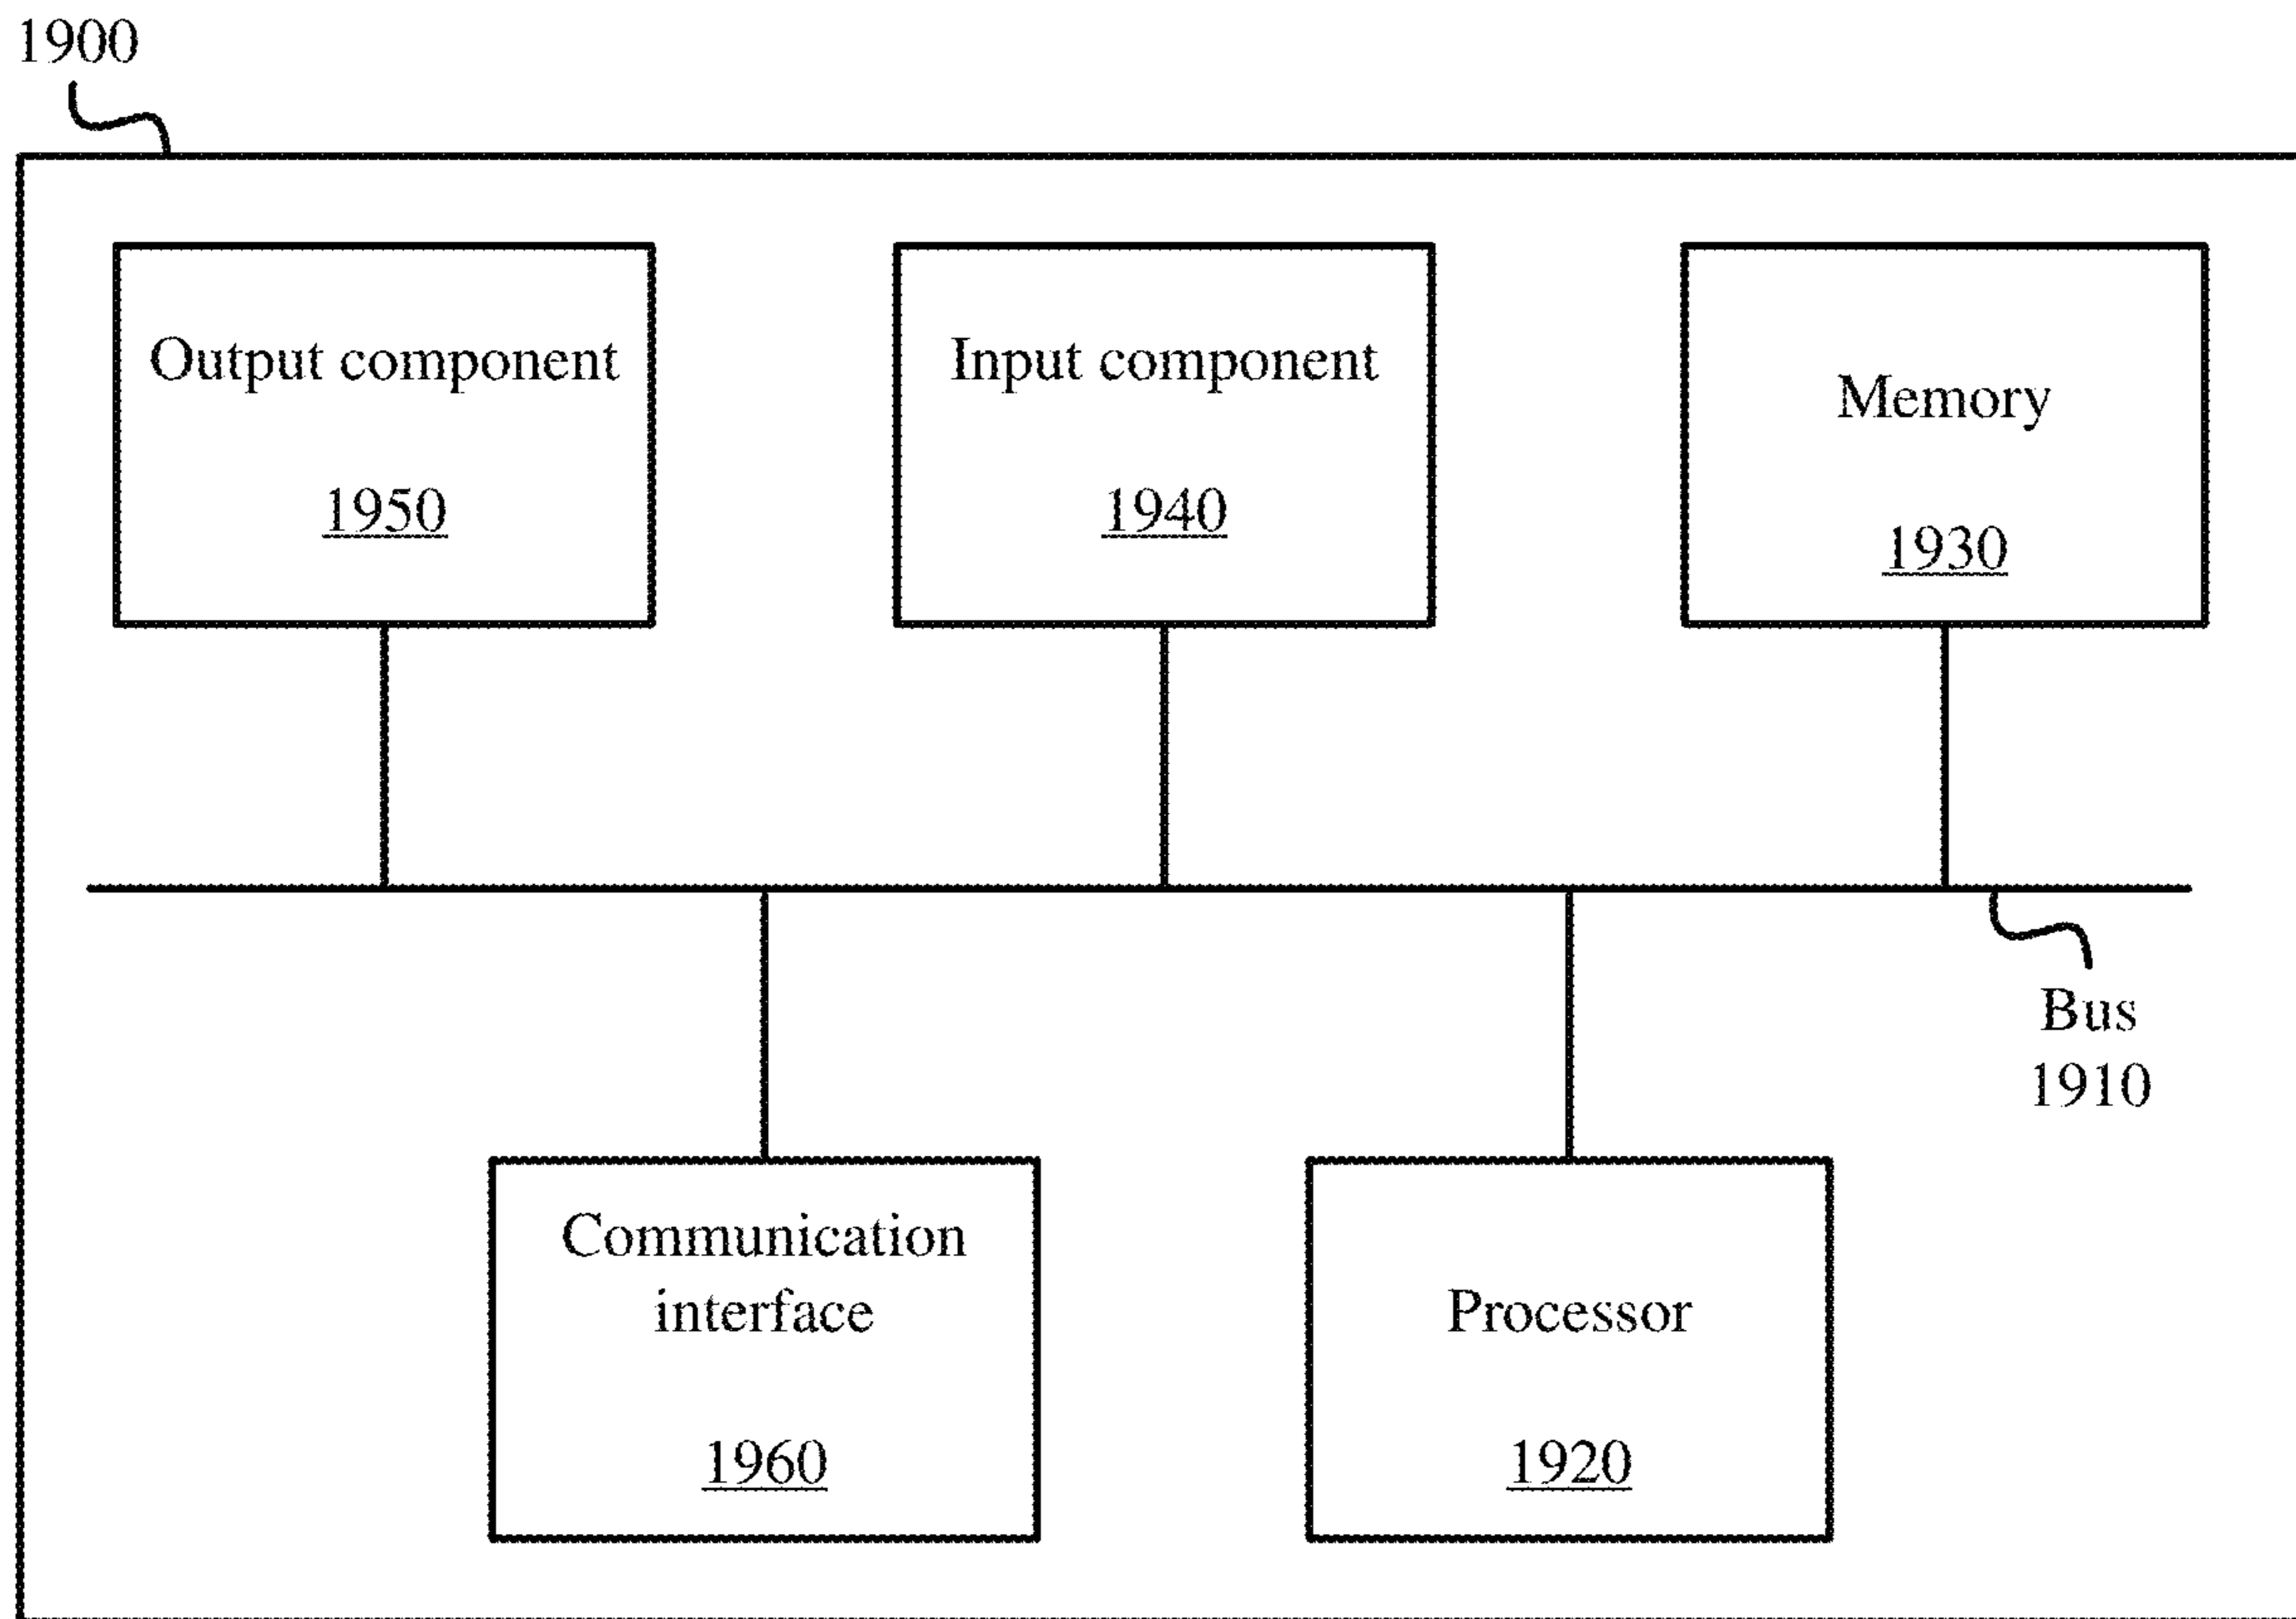 1900
Output component
1950
Input component
1940
Memory
1930
Bus
1910
Communication
interface
1960
Processor
1920